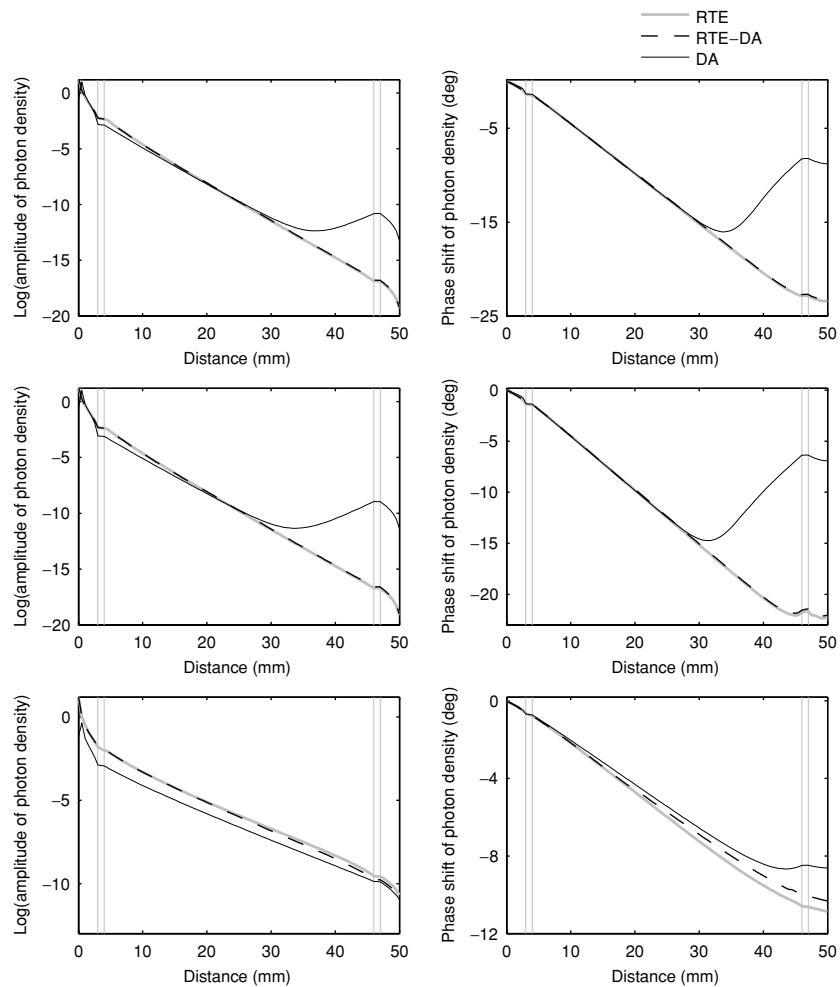 RTE
RTE−DA
DA
0
−5
−10
−15
−20
0 10 20 30 40 50
Distance (mm)
Log(amplitude of photon density)
−5
−15
−25
0 10 20 30 40 50
Distance (mm)
Phase shift of photon density (deg)
0
−5
−10
−15
−20
0 10 20 30 40 50
Distance (mm)
Log(amplitude of photon density)
0
−5
−10
−15
−20
0 10 20 30 40 50
Distance (mm)
Phase shift of photon density (deg)
0
−5
−10
0 10 20 30 40 50
Distance (mm)
Log(amplitude of photon density)
0
−4
−8
−12
0 10 20 30 40 50
Distance (mm)
Phase shift of photon density (deg)